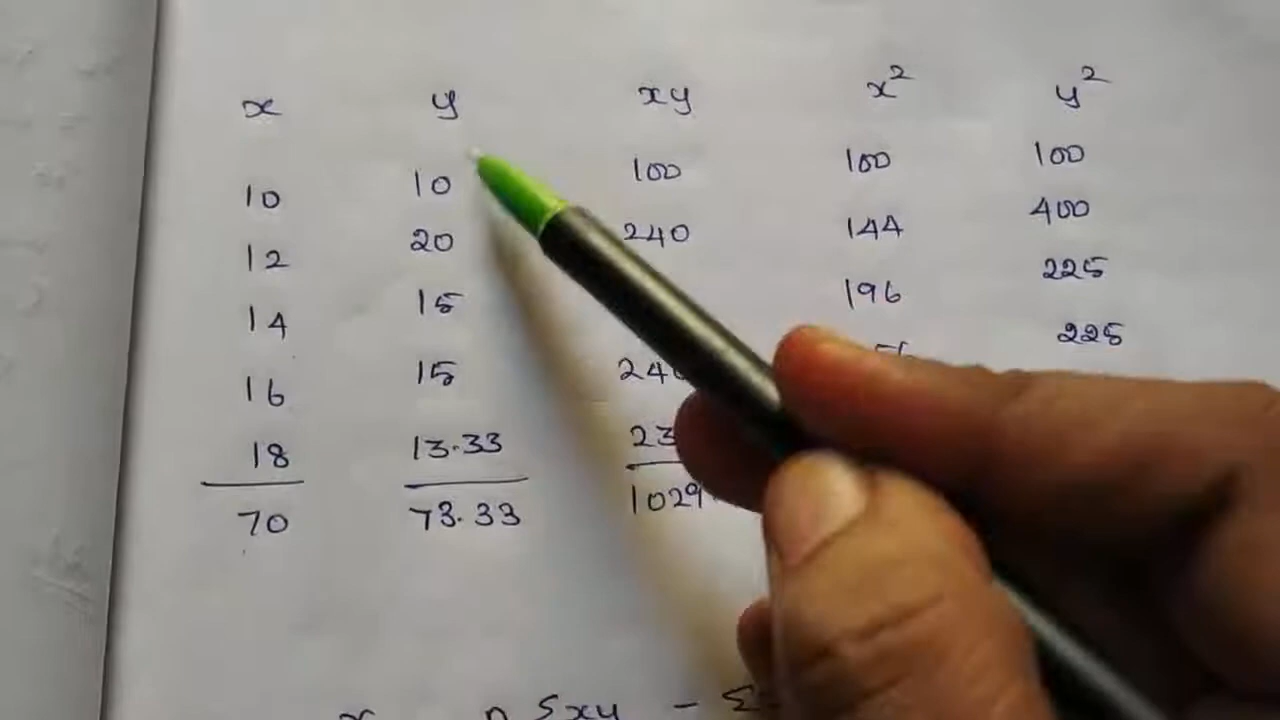 x y xy x² y²
10 10 100 100 100
12 20 240 144 400
14 15 196 225
16 15 225
18 13.33
70 73.33
n Σxy - Σ